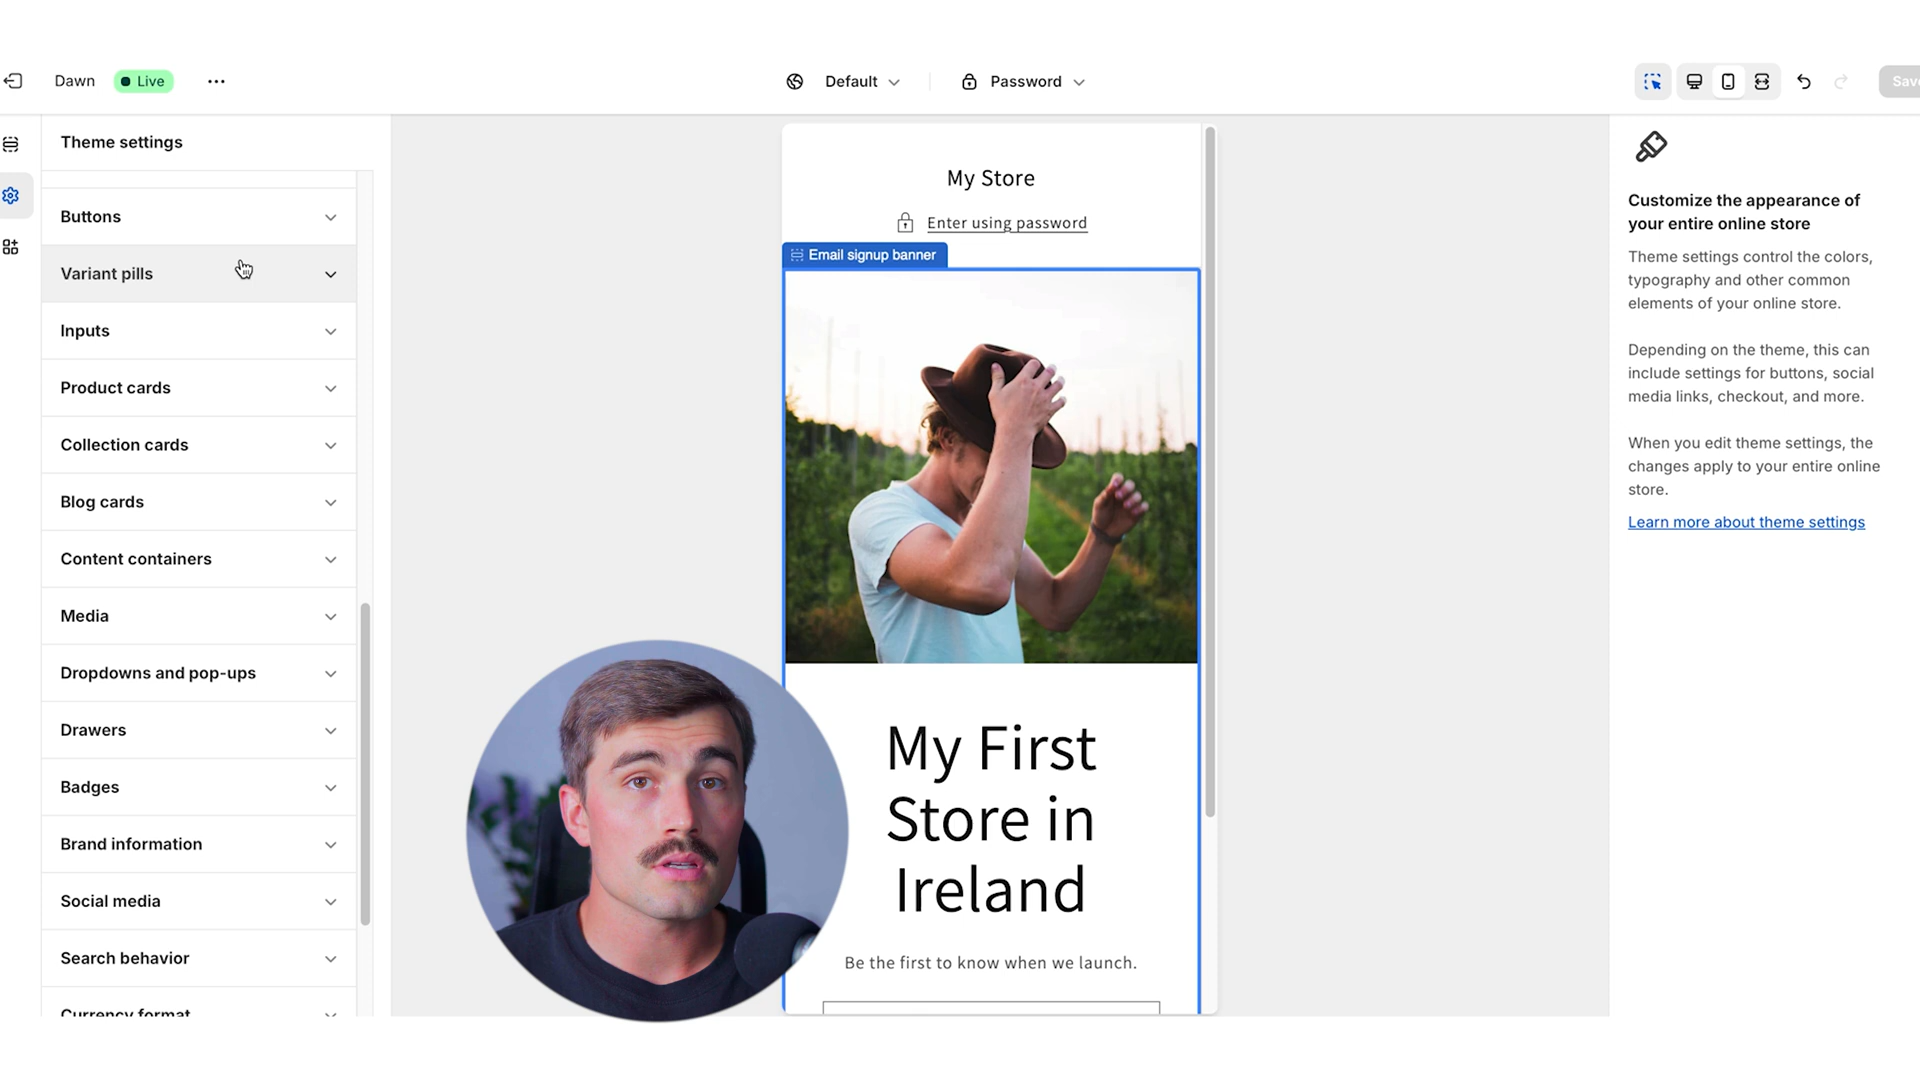 Dawn
Live
Default
Password
Save
Theme settings
Buttons
Variant pills
Inputs
Product cards
Collection cards
Blog cards
Content containers
Media
Dropdowns and pop-ups
Drawers
Badges
Brand information
Social media
Search behavior
Currency format
My Store
Enter using password
Email signup banner
My First
Store in
Ireland
Be the first to know when we launch.
Customize the appearance of
your entire online store
Theme settings control the colors,
typography and other common
elements of your online store.
Depending on the theme, this can
include settings for buttons, social
media links, checkout, and more.
When you edit theme settings, the
changes apply to your entire online
store.
Learn more about theme settings